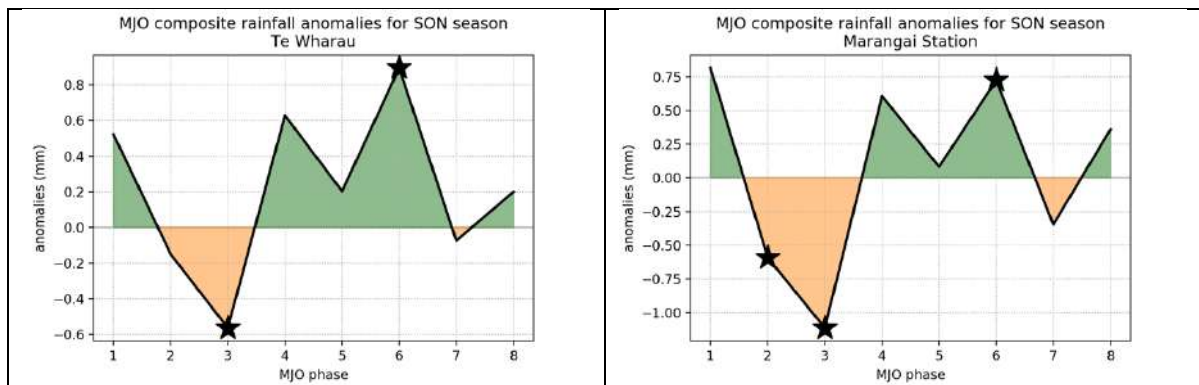 MJO composite rainfall anomalies for SON season
Te Wharau
anomalies (mm)
0.8
0.6
0.4
0.2
0.0
−0.2
−0.4
−0.6
1 2 3 4 5 6 7 8
MJO phase
MJO composite rainfall anomalies for SON season
Marangai Station
anomalies (mm)
0.75
0.50
0.25
0.00
−0.25
−0.50
−0.75
−1.00
1 2 3 4 5 6 7 8
MJO phase